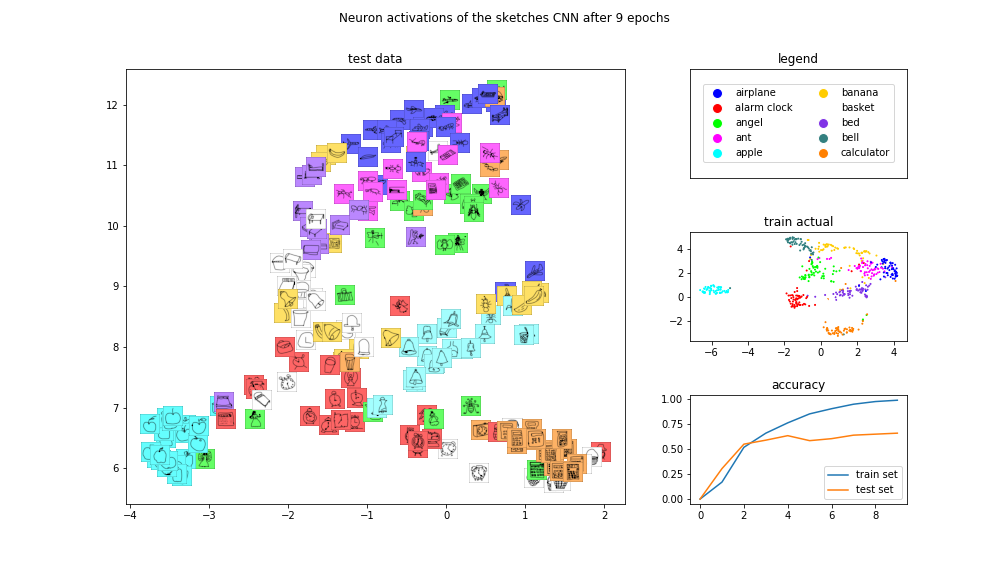 Neuron activations of the sketches CNN after 9 epochs
test data
12
11
10
9
8
7
6
−4
−3
−2
−1
0
1
2
legend
airplane
alarm clock
angel
ant
apple
banana
basket
bed
bell
calculator
train actual
4
2
0
−2
−6
−4
−2
0
2
4
accuracy
1.00
0.75
0.50
0.25
0.00
0
2
4
6
8
train set
test set